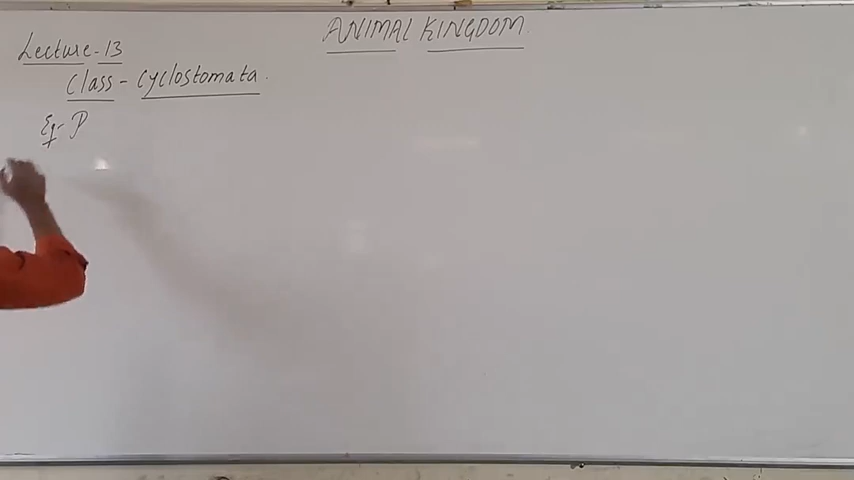 ANIMAL KINGDOM.
Lecture-13
Class - Cyclostomata.
Eg- P